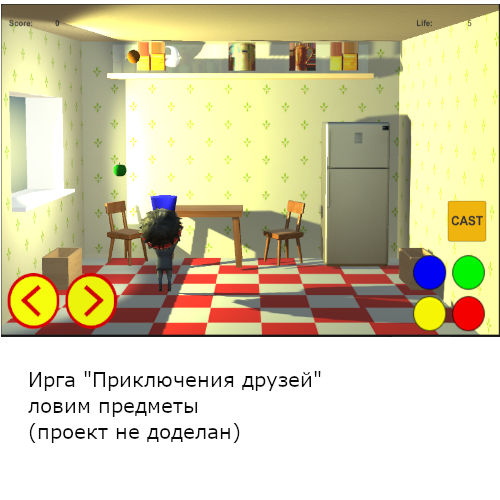 Score: 0 Life: 5
CAST
Ирга "Приключения друзей"
ловим предметы
(проект не доделан)